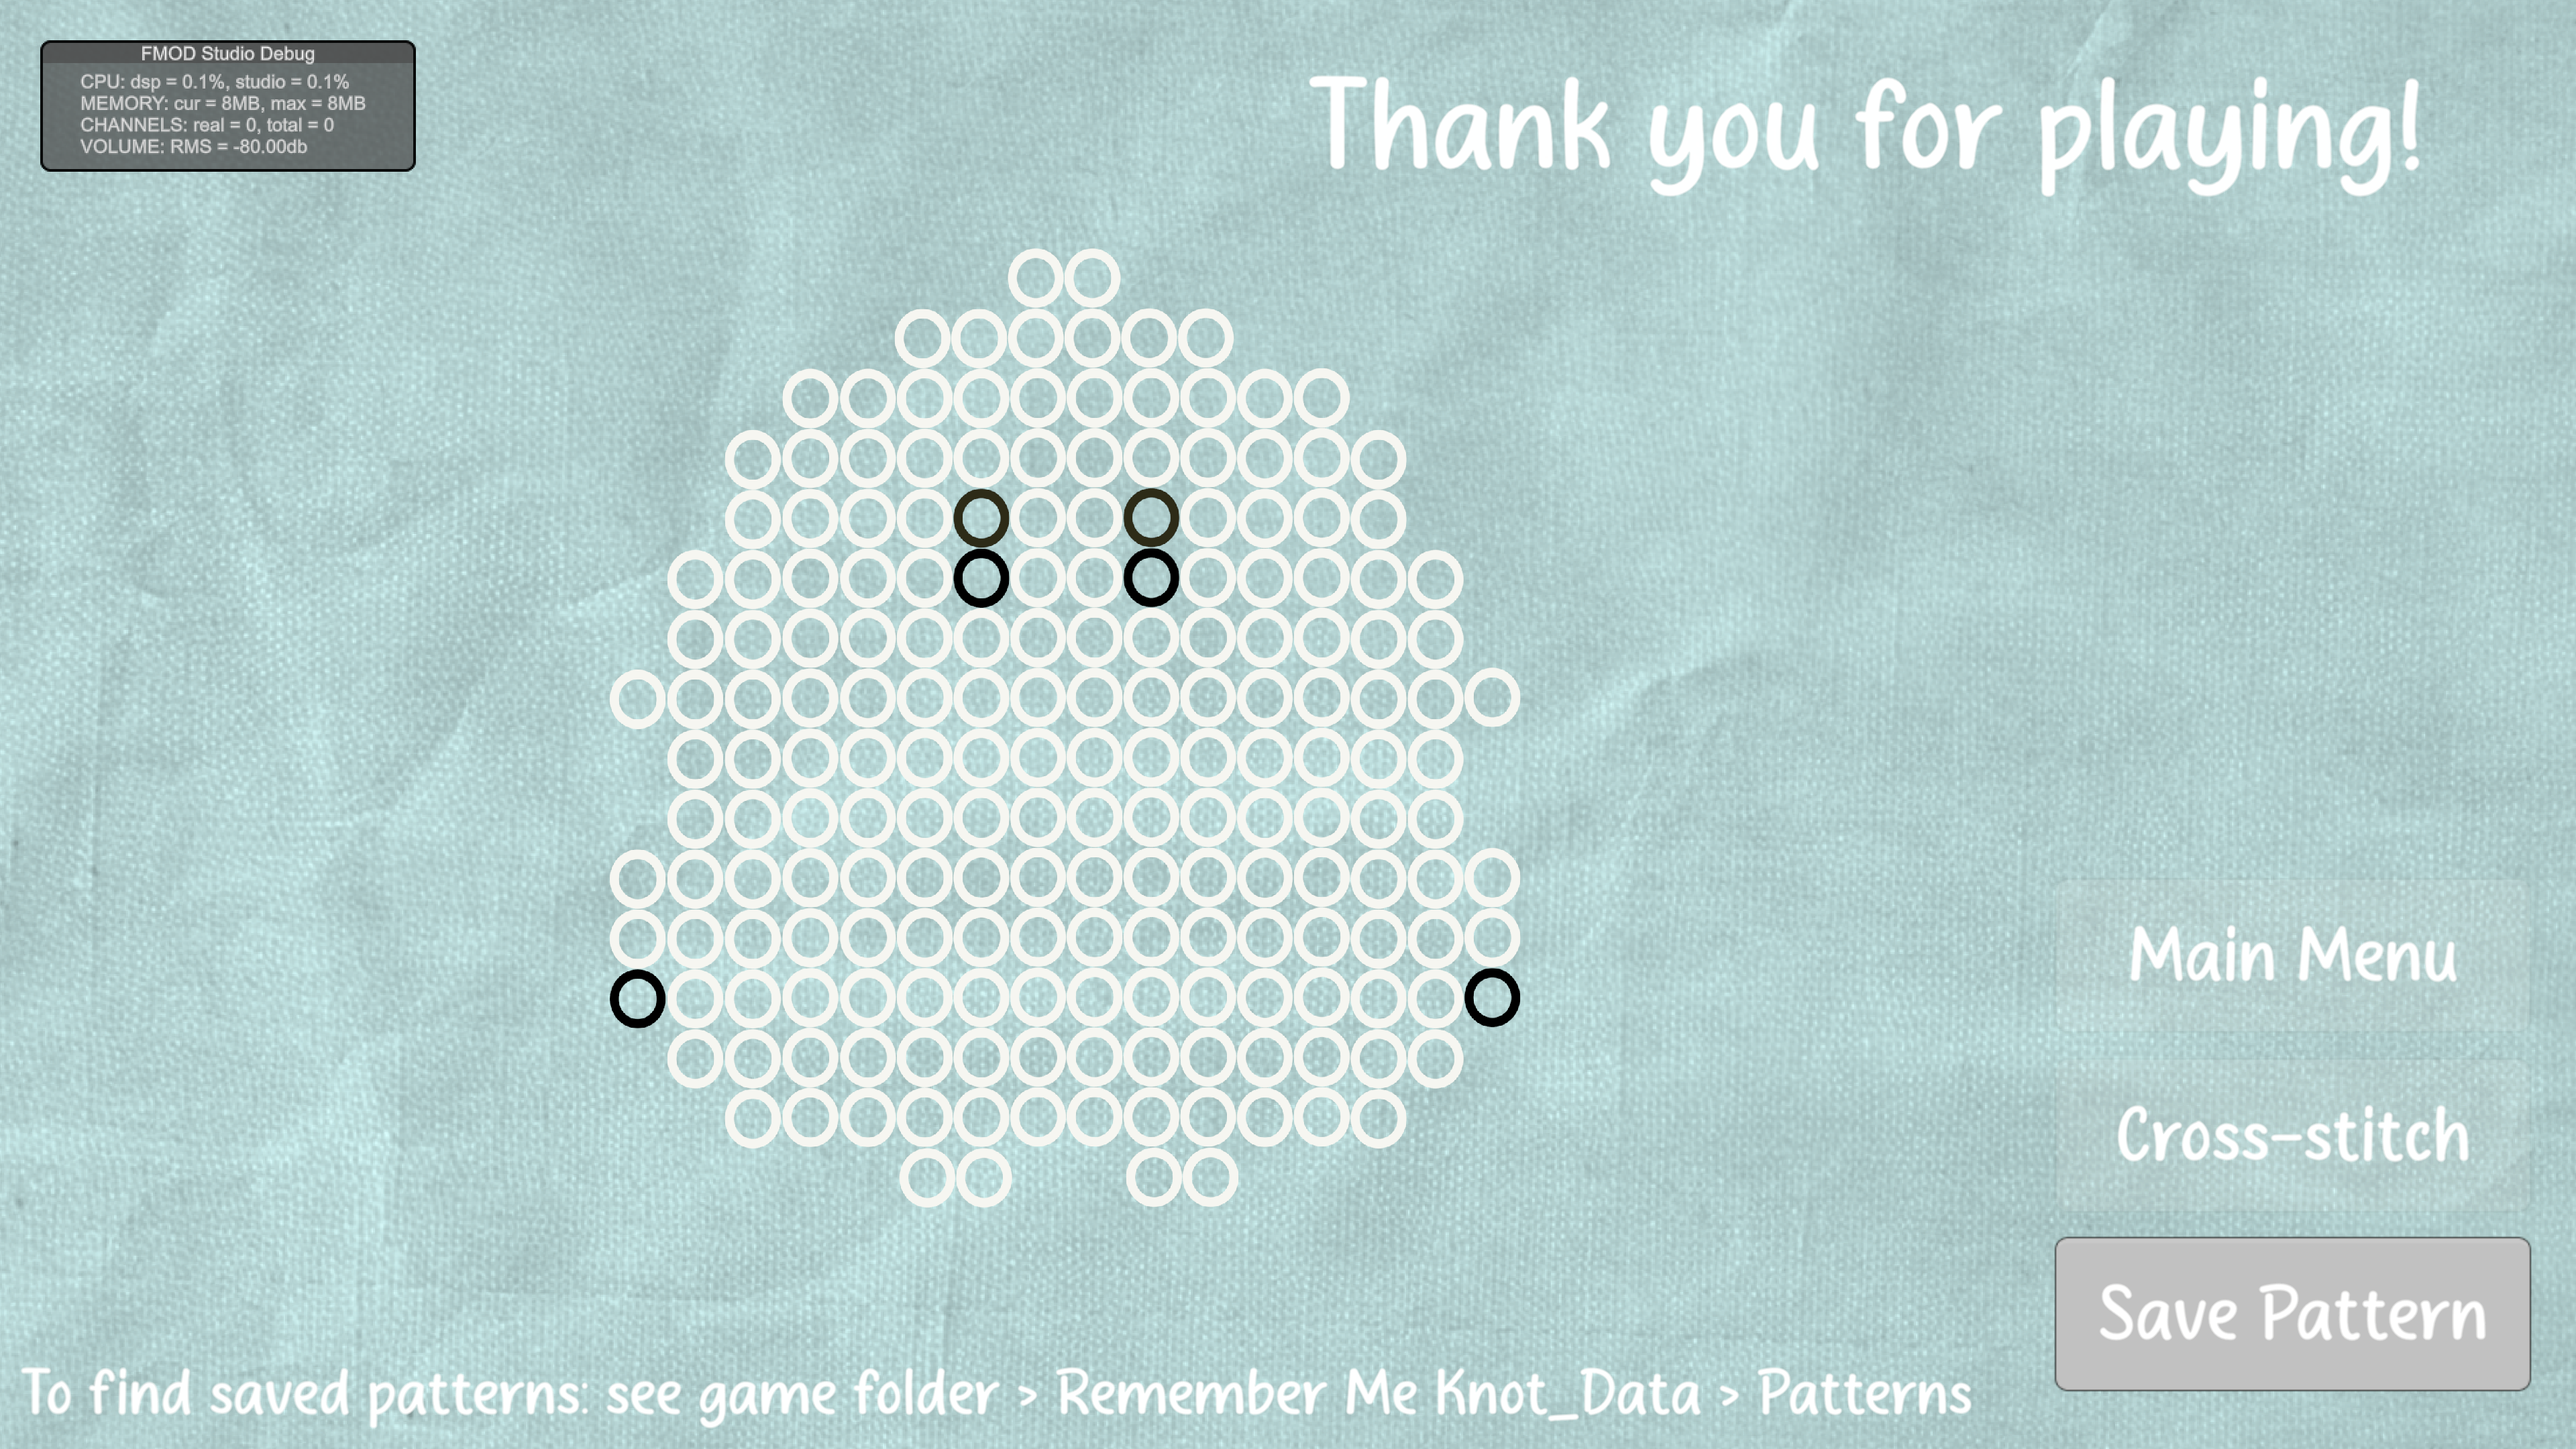 FMOD Studio Debug
CPU: dsp = 0.1%, studio = 0.1%
MEMORY: cur = 8MB, max = 8MB
CHANNELS: real = 0, total = 0
VOLUME: RMS = -80.00db
Thank you for playing!
Main Menu
Cross-stitch
Save Pattern
To find saved patterns: see game folder > Remember Me Knot_Data > Patterns